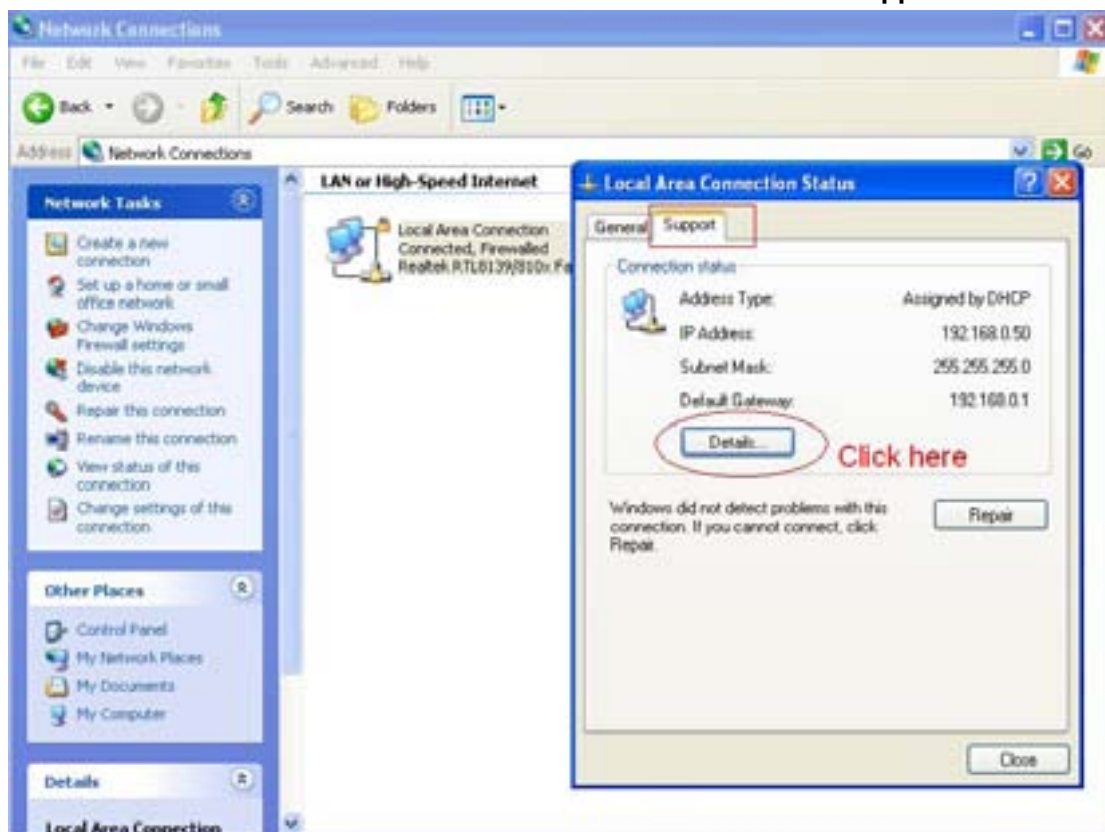 Network Connections
File Edit View Favorites Tools Advanced Help
Back Search Folders
Address Network Connections Go
Network Tasks
Create a new
connection
Set up a home or small
office network
Change Windows
Firewall settings
Disable this network
device
Repair this connection
Rename this connection
View status of this
connection
Change settings of this
connection
Other Places
Control Panel
My Network Places
My Documents
My Computer
Details
Local Area Connection
LAN or High-Speed Internet
Local Area Connection
Connected, Firewalled
Realtek RTL8139/810x Fa
Local Area Connection Status
General Support
Connection status
Address Type: Assigned by DHCP
IP Address: 192.168.0.50
Subnet Mask: 255.255.255.0
Default Gateway: 192.168.0.1
Details...
Click here
Windows did not detect problems with this
connection. If you cannot connect, click
Repair.
Repair
Close